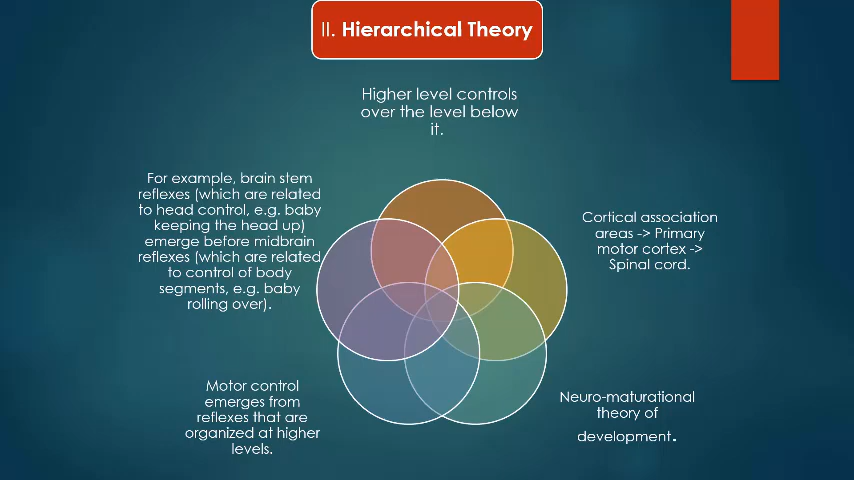 II. Hierarchical Theory
Higher level controls
over the level below
it.
Cortical association
areas -> Primary
motor cortex ->
Spinal cord.
Neuro-maturational
theory of
development.
Motor control
emerges from
reflexes that are
organized at higher
levels.
For example, brain stem
reflexes (which are related
to head control, e.g. baby
keeping the head up)
emerge before midbrain
reflexes (which are related
to control of body
segments, e.g. baby
rolling over).